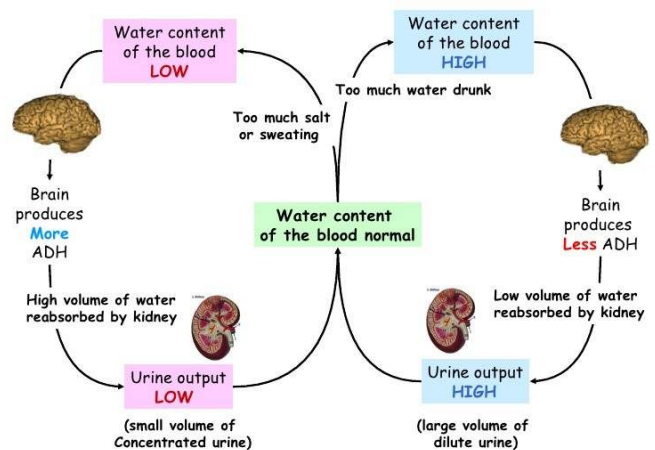 Water content
of the blood
LOW
Water content
of the blood
HIGH
Too much water drunk
Too much salt
or sweating
Brain
produces
More
ADH
Water content
of the blood normal
Brain
produces
Less ADH
High volume of water
reabsorbed by kidney
Low volume of water
reabsorbed by kidney
Urine output
LOW
Urine output
HIGH
(small volume of
Concentrated urine)
(large volume of
dilute urine)